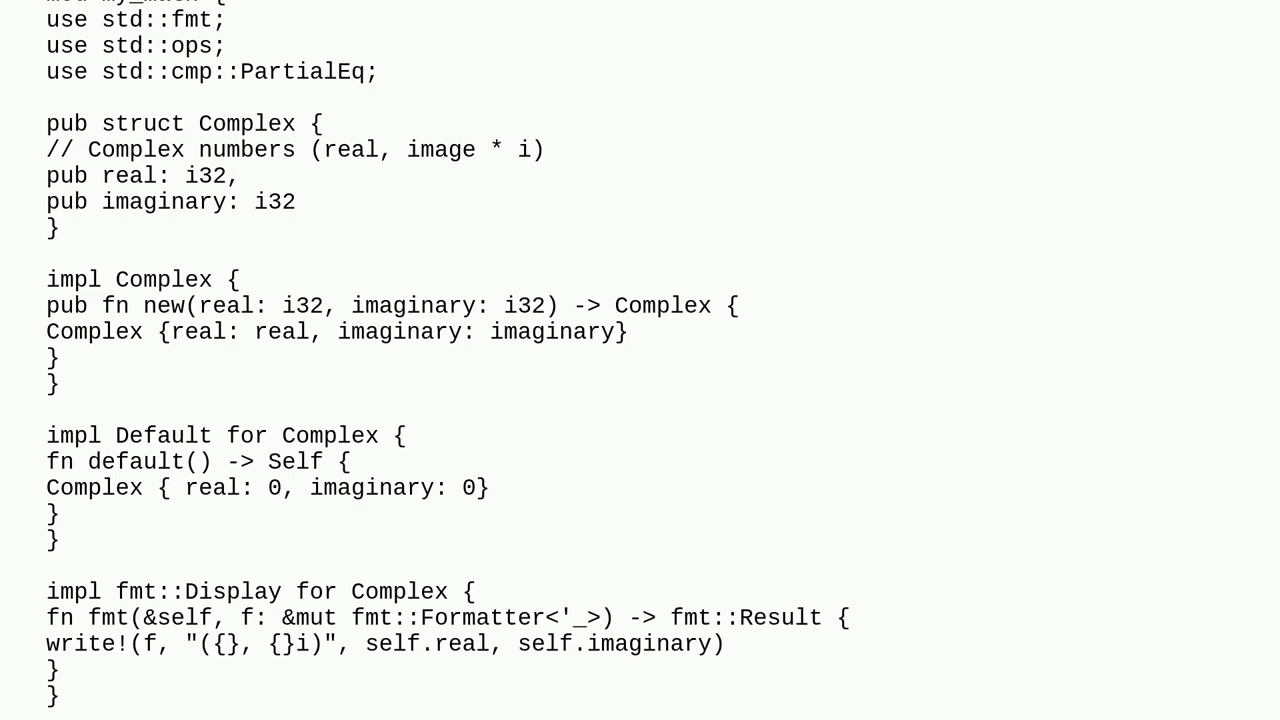 use std::fmt;
use std::ops;
use std::cmp::PartialEq;
pub struct Complex {
// Complex numbers (real, image * i)
pub real: i32,
pub imaginary: i32
}
impl Complex {
pub fn new(real: i32, imaginary: i32) -> Complex {
Complex {real: real, imaginary: imaginary}
}
}
impl Default for Complex {
fn default() -> Self {
Complex { real: 0, imaginary: 0}
}
}
impl fmt::Display for Complex {
fn fmt(&self, f: &mut fmt::Formatter<'_>) -> fmt::Result {
write!(f, "({}, {}i)", self.real, self.imaginary)
}
}